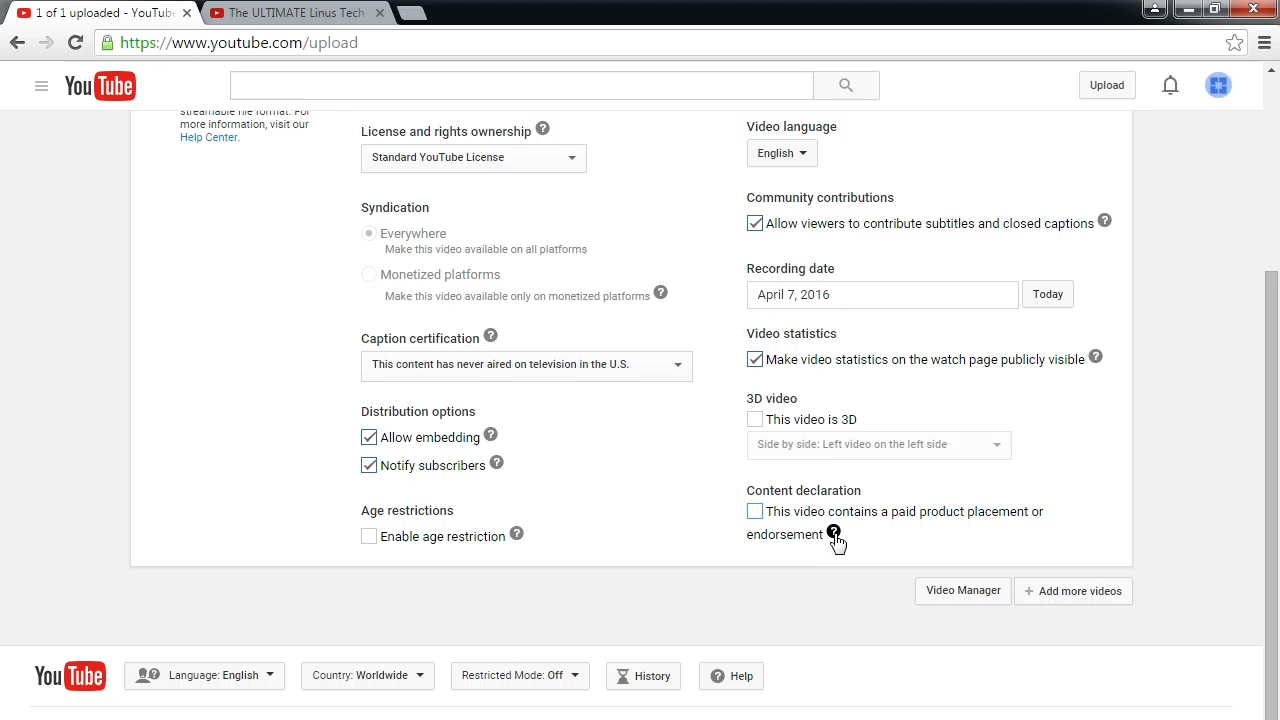 1 of 1 uploaded - YouTub
The ULTIMATE Linus Tech
https://www.youtube.com/upload
YouTube
Upload
streamable file format. For
more information, visit our
Help Center.
License and rights ownership ?
Standard YouTube License
Syndication
Everywhere
Make this video available on all platforms
Monetized platforms
Make this video available only on monetized platforms ?
Caption certification ?
This content has never aired on television in the U.S.
Distribution options
Allow embedding ?
Notify subscribers ?
Age restrictions
Enable age restriction ?
Video language
English
Community contributions
Allow viewers to contribute subtitles and closed captions ?
Recording date
April 7, 2016
Today
Video statistics
Make video statistics on the watch page publicly visible ?
3D video
This video is 3D
Side by side: Left video on the left side
Content declaration
This video contains a paid product placement or
endorsement ?
Video Manager
+ Add more videos
YouTube
Language: English
Country: Worldwide
Restricted Mode: Off
History
? Help